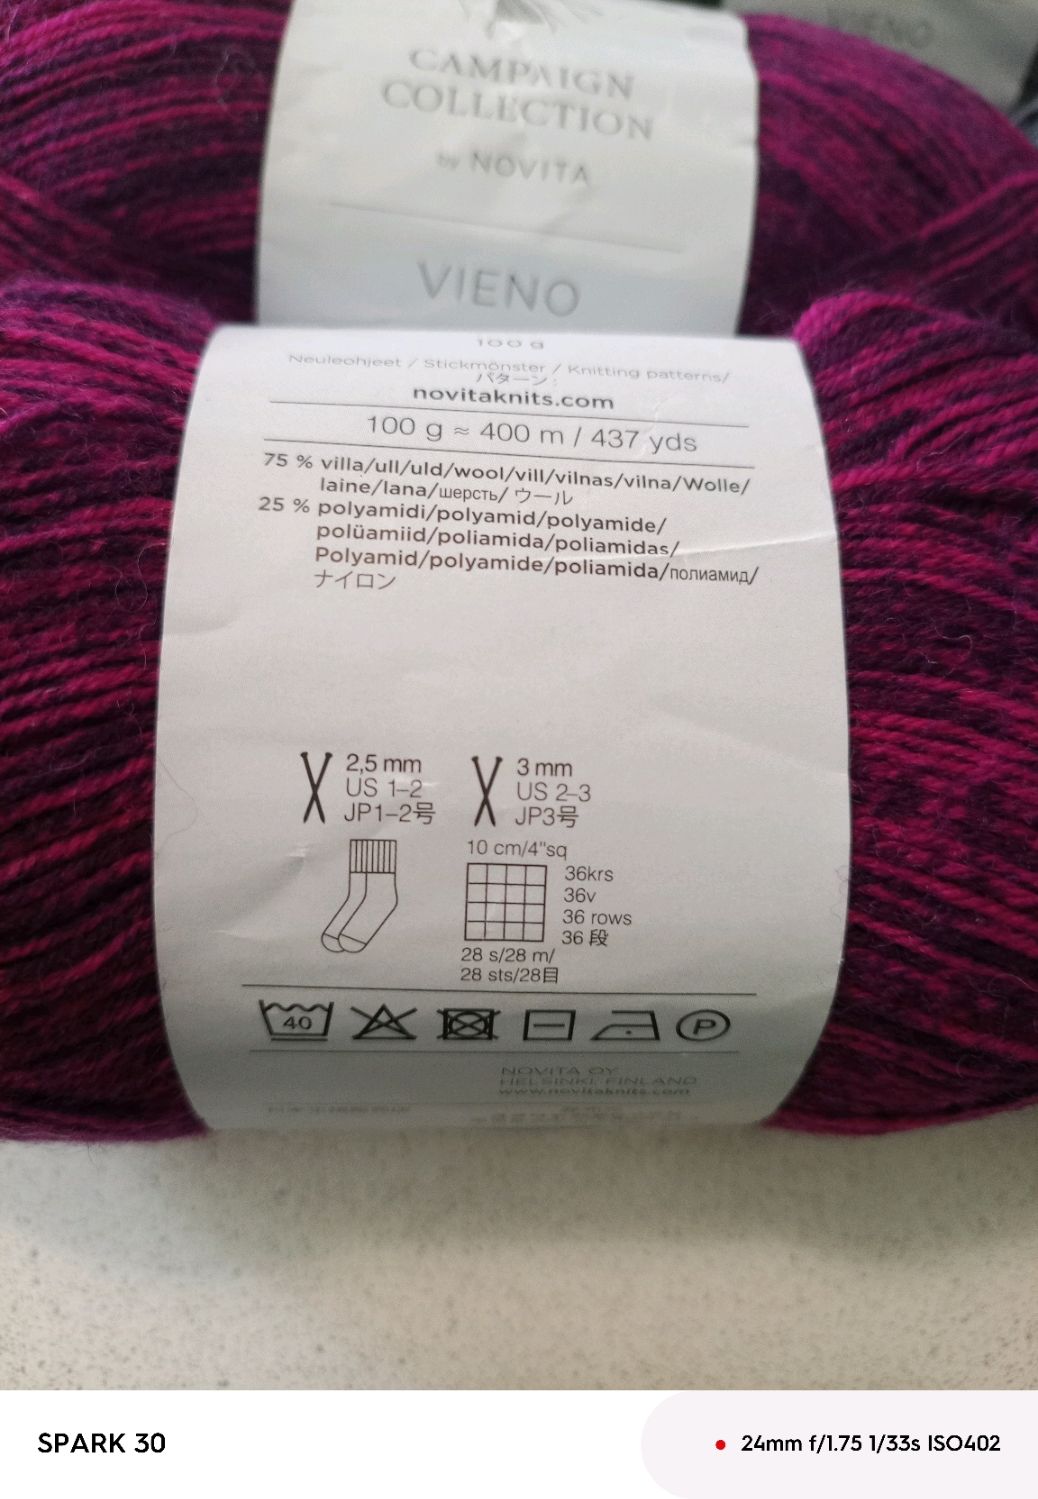 VIENO
CAMPAIGN
COLLECTION
by NOVITA
VIENO
100 g
Neuleohjeet / Stickmönster / Knitting patterns/
パターン:
novitaknits.com
100 g ≈ 400 m / 437 yds
75 % villa/ull/uld/wool/vill/vilnas/vilna/Wolle/
laine/lana/шерсть/ ウール
25 % polyamidi/polyamid/polyamide/
polüamiid/poliamida/poliamidas/
Polyamid/polyamide/poliamida/полиамид/
ナイロン
2,5 mm
US 1-2
JP1-2号
3 mm
US 2-3
JP3号
10 cm/4"sq
36krs
36v
36 rows
36 段
28 s/28 m/
28 sts/28目
40
P
NOVITA OY
HELSINKI FINLAND
www.novitaknits.com
SPARK 30
24mm f/1.75 1/33s ISO402